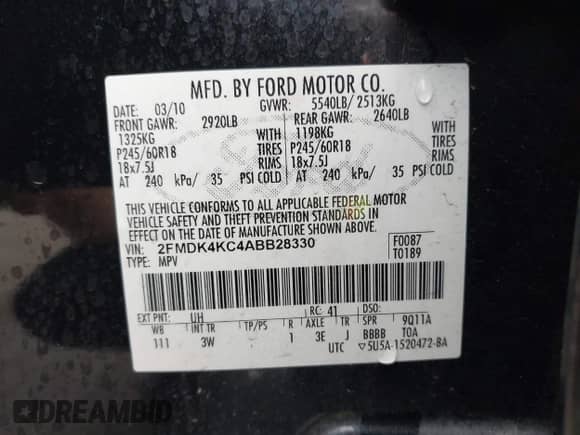 MFD. BY FORD MOTOR CO.
DATE: 03/10 GVWR: 5540LB/ 2513KG
FRONT GAWR: 2920LB REAR GAWR: 2640LB
1325KG WITH 1198KG WITH
P245/60R18 TIRES P245/60R18 TIRES
18x7.5J RIMS 18x7.5J RIMS
AT 240 kPa/ 35 PSI COLD AT 240 kPa/ 35 PSI COLD
THIS VEHICLE CONFORMS TO ALL APPLICABLE FEDERAL MOTOR
VEHICLE SAFETY AND THEFT PREVENTION STANDARDS IN
EFFECT ON THE DATE OF MANUFACTURE SHOWN ABOVE.
VIN: 2FMDK4KC4ABB28330 F0087
TYPE: MPV T0189
EXT PNT: UH RC: 41 DSO:
WB INT TR TP/PS R AXLE TR SPR 9Q11A
111 3W 1 3E J BBBB TOA
UTC ▽5U5A-1520472-BA
DREAMBID